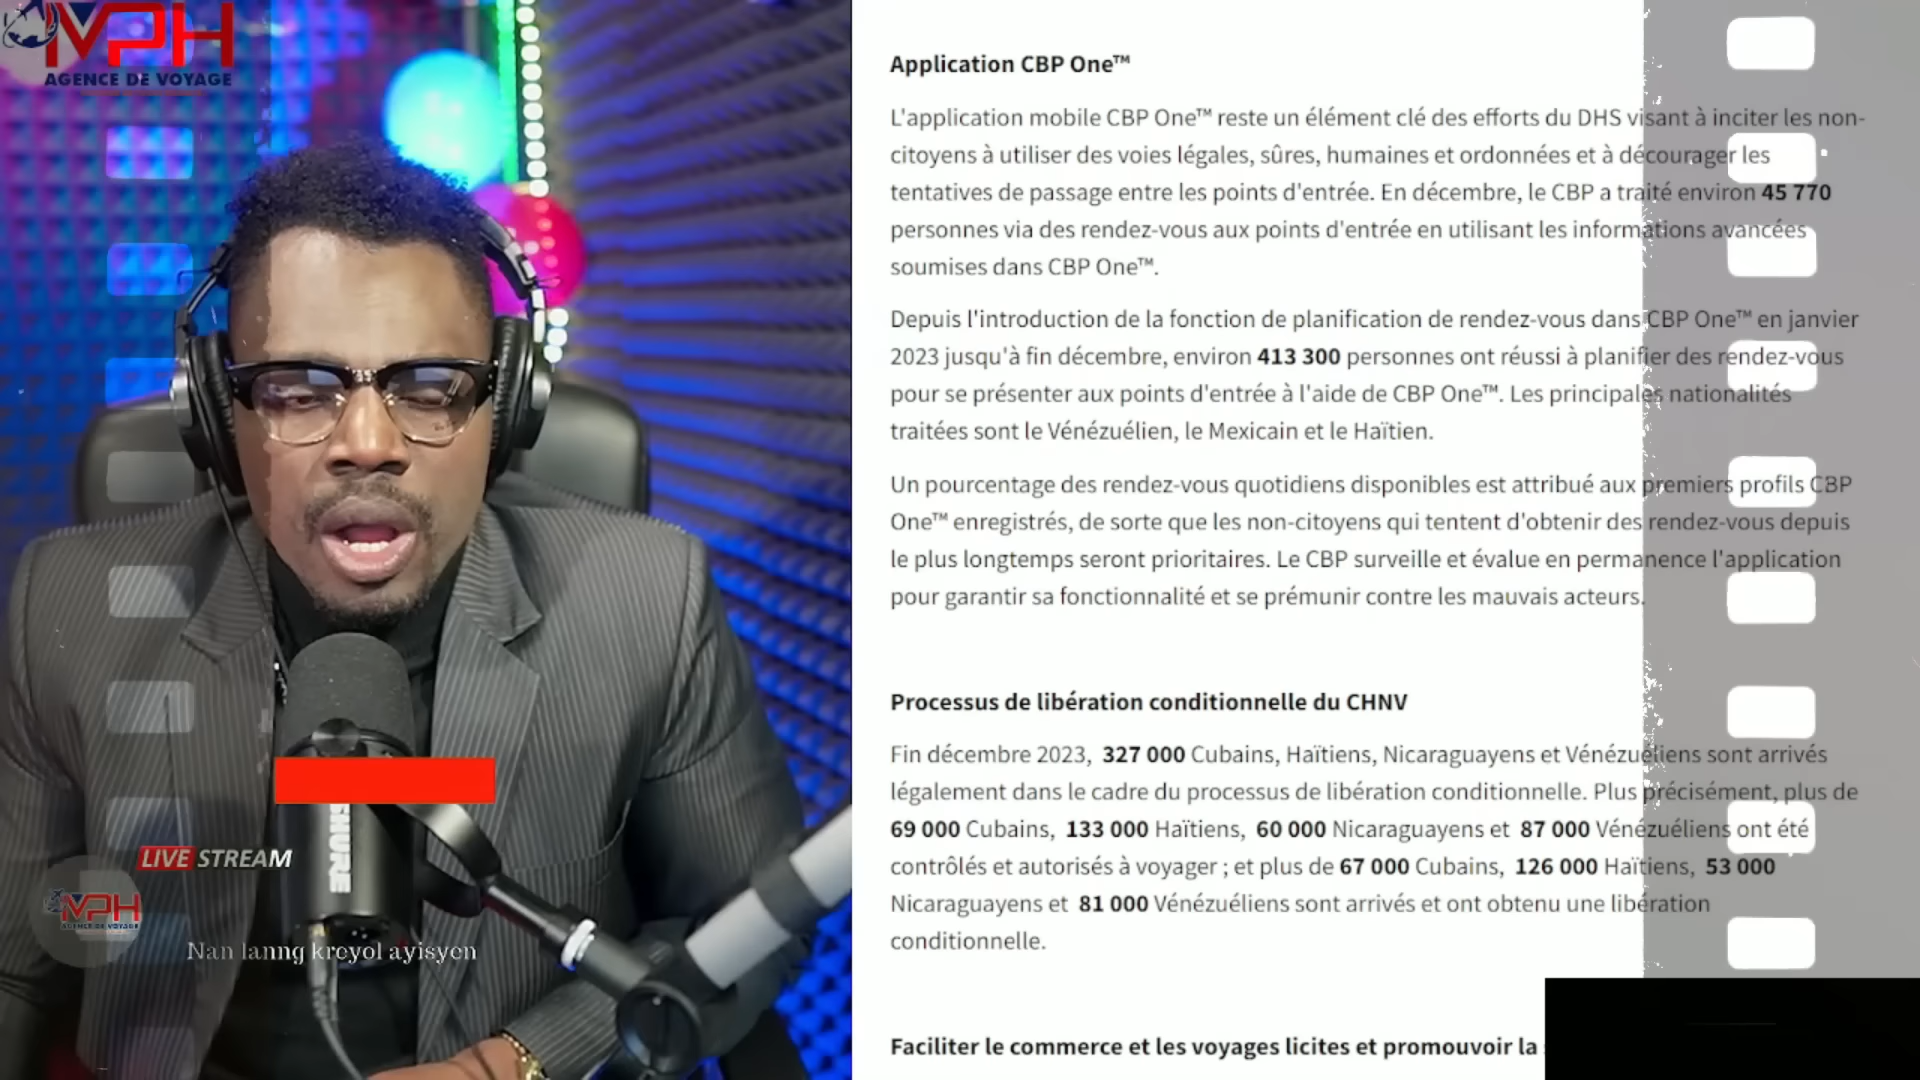 MPH
AGENCE DE VOYAGE
Application CBP One™
L'application mobile CBP One™ reste un élément clé des efforts du DHS visant à inciter les non-
citoyens à utiliser des voies légales, sûres, humaines et ordonnées et à décourager les
tentatives de passage entre les points d'entrée. En décembre, le CBP a traité environ 45 770
personnes via des rendez-vous aux points d'entrée en utilisant les informations avancées
soumises dans CBP One™.
Depuis l'introduction de la fonction de planification de rendez-vous dans CBP One™ en janvier
2023 jusqu'à fin décembre, environ 413 300 personnes ont réussi à planifier des rendez-vous
pour se présenter aux points d'entrée à l'aide de CBP One™. Les principales nationalités
traitées sont le Vénézuélien, le Mexicain et le Haïtien.
Un pourcentage des rendez-vous quotidiens disponibles est attribué aux premiers profils CBP
One™ enregistrés, de sorte que les non-citoyens qui tentent d'obtenir des rendez-vous depuis
le plus longtemps seront prioritaires. Le CBP surveille et évalue en permanence l'application
pour garantir sa fonctionnalité et se prémunir contre les mauvais acteurs.
Processus de libération conditionnelle du CHNV
Fin décembre 2023, 327 000 Cubains, Haïtiens, Nicaraguayens et Vénézuéliens sont arrivés
légalement dans le cadre du processus de libération conditionnelle. Plus précisément, plus de
69 000 Cubains, 133 000 Haïtiens, 60 000 Nicaraguayens et 87 000 Vénézuéliens ont été
contrôlés et autorisés à voyager ; et plus de 67 000 Cubains, 126 000 Haïtiens, 53 000
Nicaraguayens et 81 000 Vénézuéliens sont arrivés et ont obtenu une libération
conditionnelle.
Faciliter le commerce et les voyages licites et promouvoir la
SHURE
LIVE STREAM
MPH
AGENCE DE VOYAGE
Nan lanng kreyol ayisyen